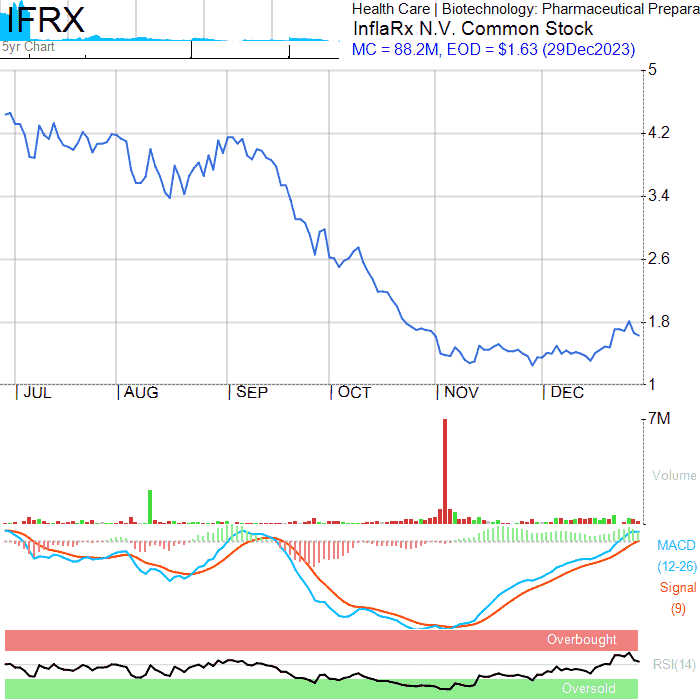 IFRX
5yr Chart
Health Care | Biotechnology: Pharmaceutical Prepara
InflaRx N.V. Common Stock
MC = 88.2M, EOD = $1.63 (29Dec2023)
5
4.2
3.4
2.6
1.8
1
JUL AUG SEP OCT NOV DEC
7M
Volume
MACD
(12-26)
Signal
(9)
Overbought
RSI(14)
Oversold